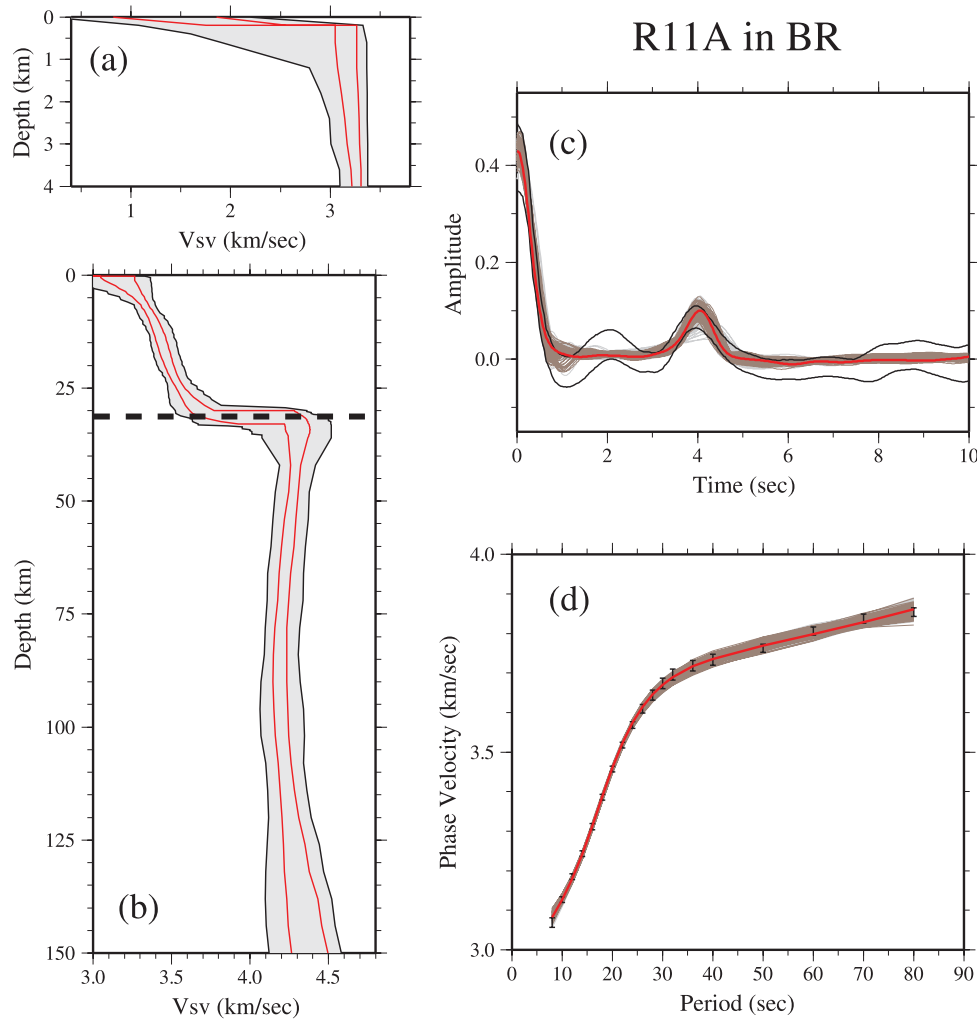 R11A in BR
0
1
2
3
4
Depth (km)
(a)
1 2 3
Vsv (km/sec)
0
25
50
75
100
125
150
Depth (km)
(b)
3.0 3.5 4.0 4.5
Vsv (km/sec)
0.4
0.2
0.0
Amplitude
(c)
0 2 4 6 8 10
Time (sec)
4.0
3.5
3.0
Phase Velocity (km/sec)
(d)
0 10 20 30 40 50 60 70 80 90
Period (sec)